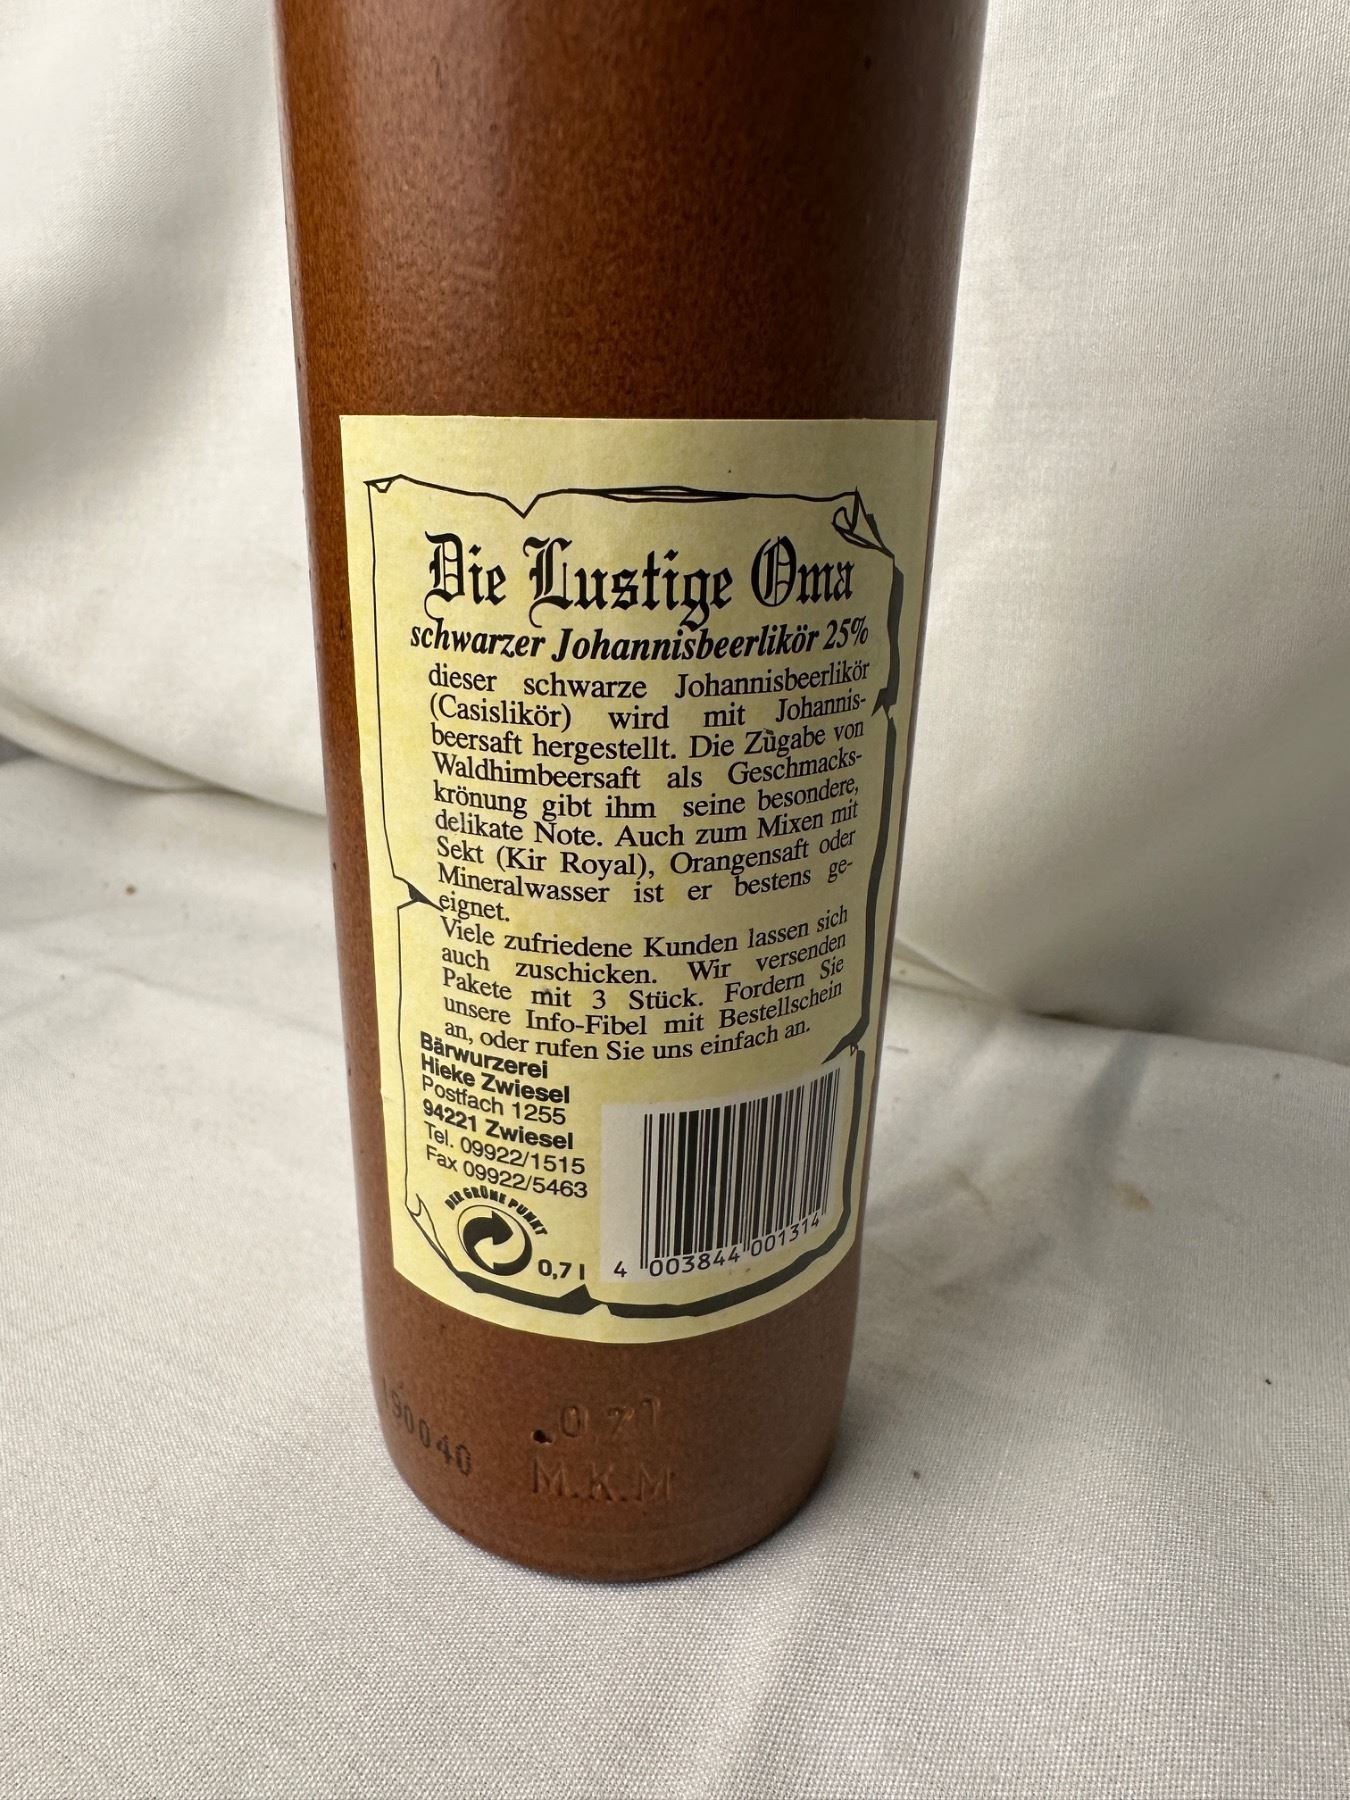 Die Lustige Oma
schwarzer Johannisbeerlikör 25%
dieser schwarze Johannisbeerlikör
(Casislikör) wird mit Johannis-
beersaft hergestellt. Die Zugabe von
Waldhimbeersaft als Geschmacks-
krönung gibt ihm seine besondere,
delikate Note. Auch zum Mixen mit
Sekt (Kir Royal), Orangensaft oder
Mineralwasser ist er bestens ge-
eignet.
Viele zufriedene Kunden lassen sich
auch zuschicken. Wir versenden
Pakete mit 3 Stück. Fordern Sie
unsere Info-Fibel mit Bestellschein
an, oder rufen Sie uns einfach an.
Bärwurzerei
Hieke Zwiesel
Postfach 1255
94221 Zwiesel
Tel. 09922/1515
Fax 09922/5463
DER GRÜNE PUNKT
0,7 l
4 003844 001314
0 7 l
M.K.M